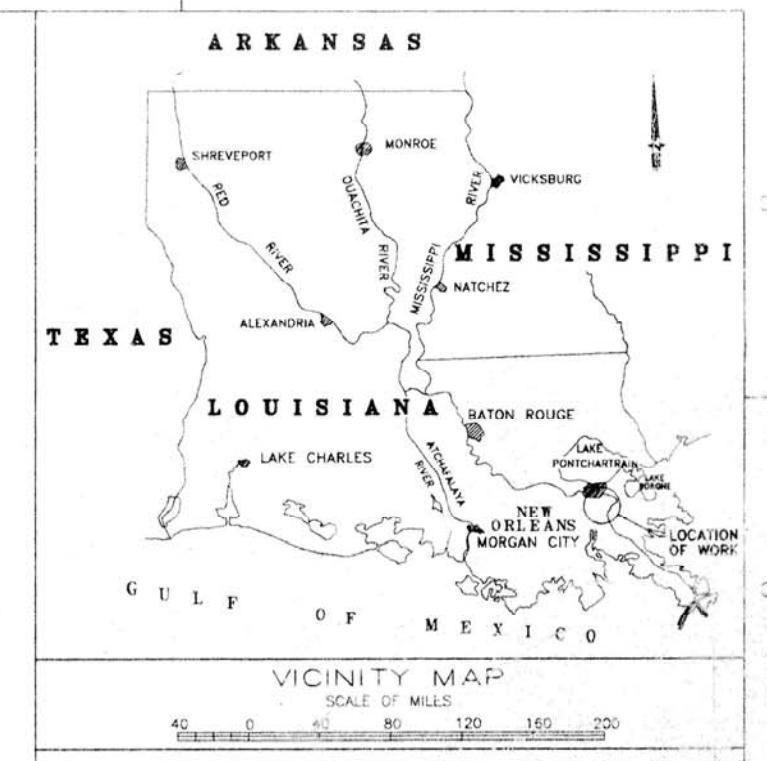 ARKANSAS
SHREVEPORT
MONROE
VICKSBURG
RED
RIVER
OUACHITA
RIVER
MISSISSIPPI
RIVER
MISSISSIPPI
NATCHEZ
ALEXANDRIA
TEXAS
LOUISIANA
BATON ROUGE
LAKE CHARLES
ATCHAFALAYA
RIVER
LAKE
PONTCHARTRAIN
LAKE
BORGNE
NEW
ORLEANS
MORGAN CITY
LOCATION
OF WORK
GULF OF MEXICO
VICINITY MAP
SCALE OF MILES
40 0 40 80 120 160 200